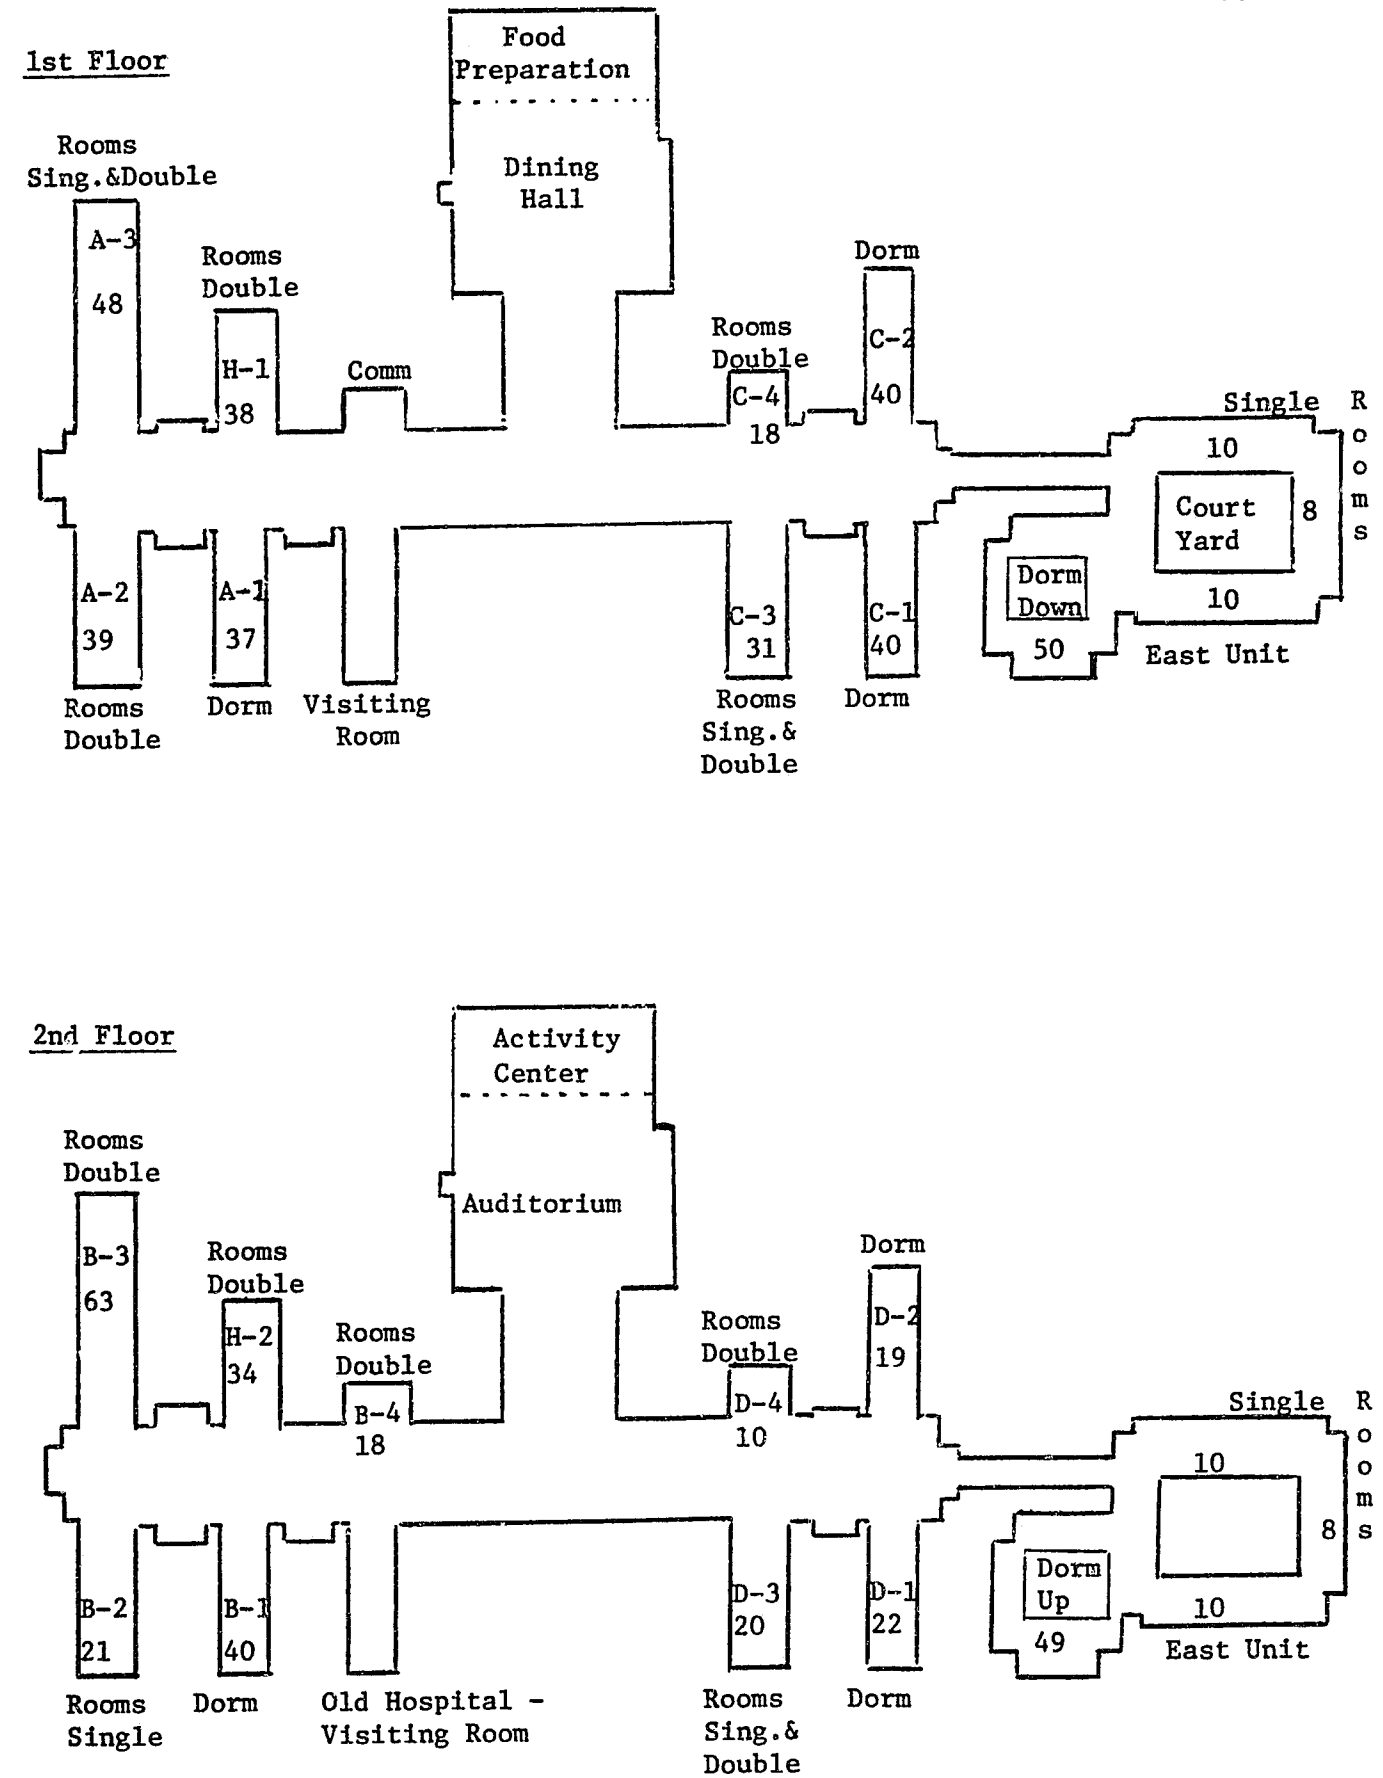 1st Floor
Food
Preparation
Dining
Hall
Rooms
Sing.&Double
A-3
48
Rooms
Double
H-1
38
Comm
Rooms
Double
C-4
18
Dorm
C-2
40
Single
Rooms
10
Court
Yard
8
10
East Unit
Dorm
Down
50
A-2
39
Rooms
Double
A-1
37
Dorm
Visiting
Room
C-3
31
Rooms
Sing.&
Double
C-1
40
Dorm
2nd Floor
Activity
Center
Auditorium
Rooms
Double
B-3
63
Rooms
Double
H-2
34
Rooms
Double
B-4
18
Rooms
Double
D-4
10
Dorm
D-2
19
Single
Rooms
10
8
10
East Unit
Dorm
Up
49
B-2
21
Rooms
Single
B-1
40
Dorm
Old Hospital -
Visiting Room
D-3
20
Rooms
Sing.&
Double
D-1
22
Dorm